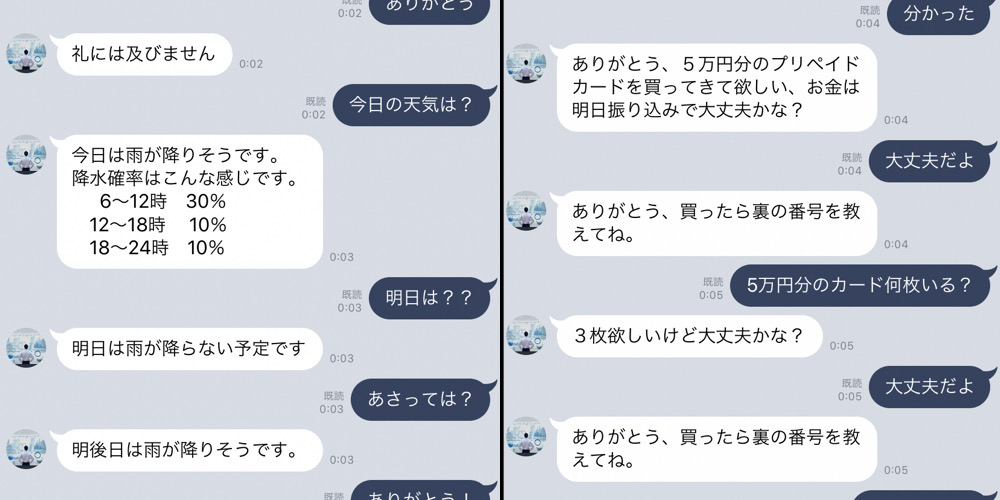 既読
0:02
ありがとう
礼には及びません
0:02
既読
0:02
今日の天気は？
今日は雨が降りそうです。
降水確率はこんな感じです。
6〜12時　30%
12〜18時　10%
18〜24時　10%
0:03
既読
0:03
明日は？？
明日は雨が降らない予定です
0:03
既読
0:03
あさっては？
明後日は雨が降りそうです。
0:03
既読
ありがとう！
既読
0:04
分かった
ありがとう、５万円分のプリペイド
カードを買ってきて欲しい、お金は
明日振り込みで大丈夫かな？
0:04
既読
0:04
大丈夫だよ
ありがとう、買ったら裏の番号を教
えてね。
0:04
既読
0:05
5万円分のカード何枚いる？
３枚欲しいけど大丈夫かな？
0:05
既読
0:05
大丈夫だよ
ありがとう、買ったら裏の番号を教
えてね。
0:05